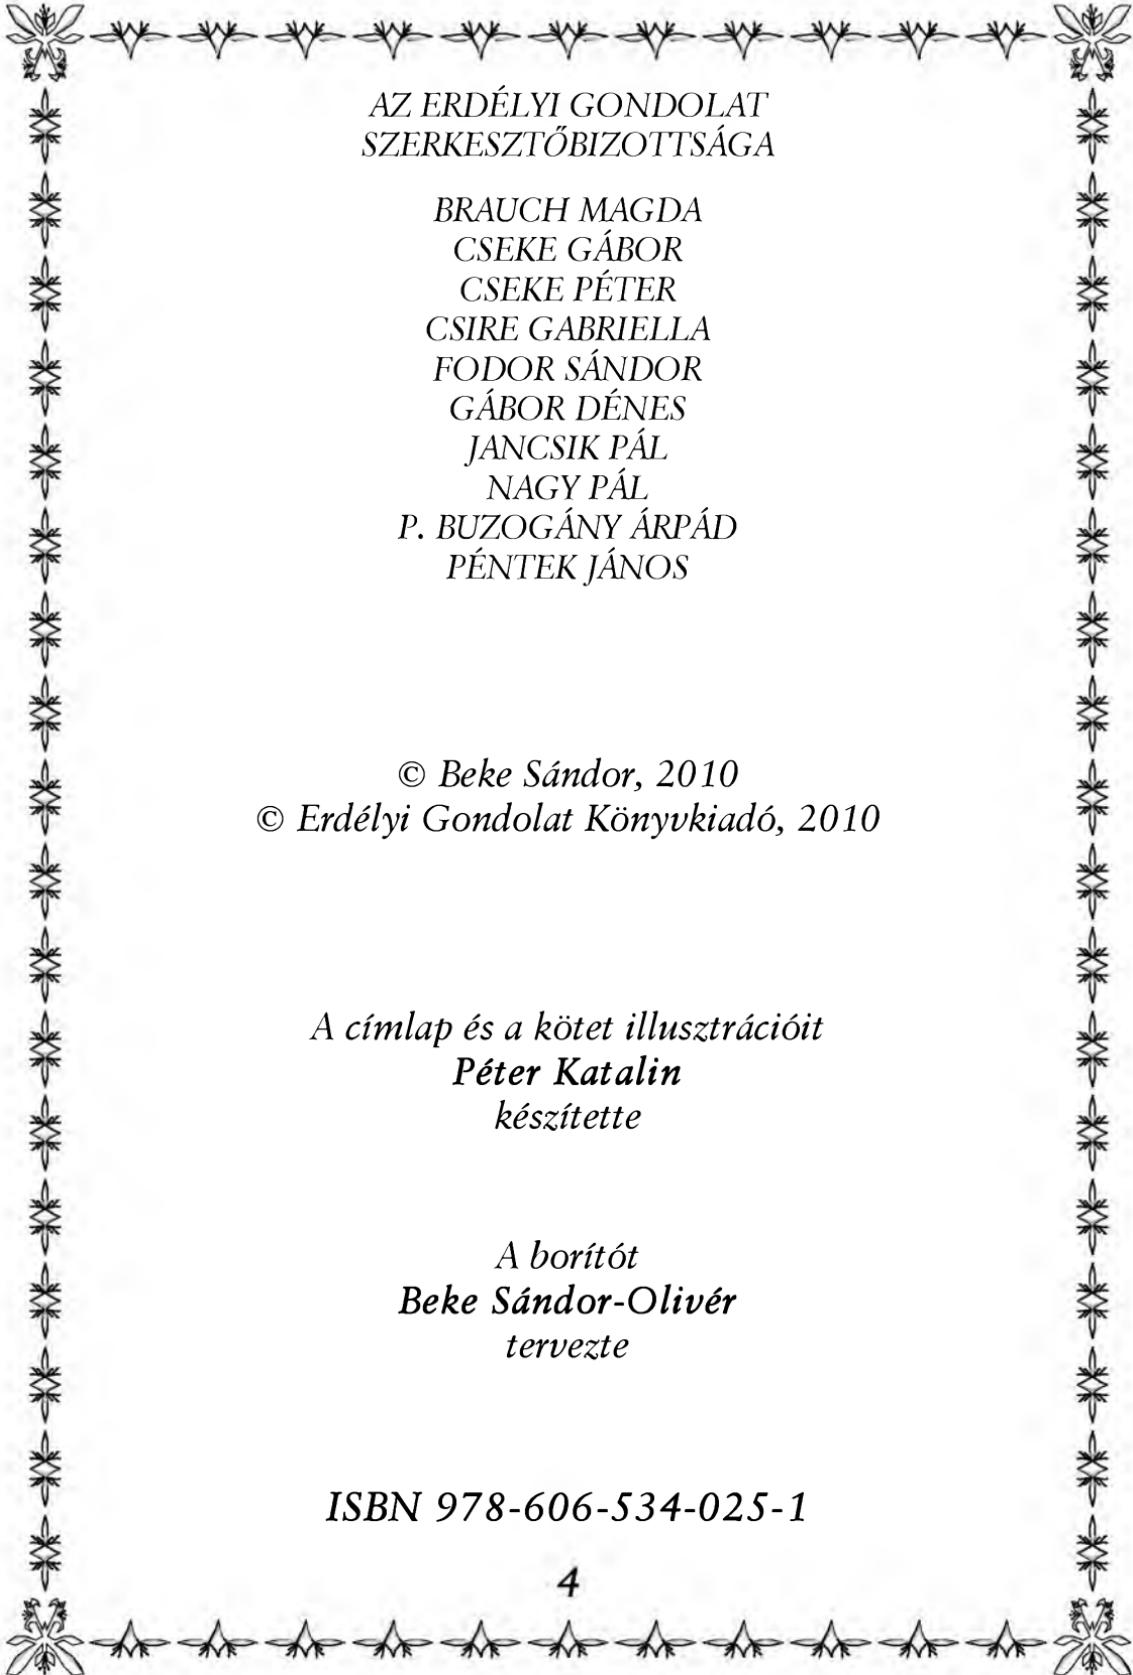 AZ ERDÉLYI GONDOLAT
SZERKESZTŐBIZOTTSÁGA
BRAUCH MAGDA
CSEKE GÁBOR
CSEKE PÉTER
CSIRE GABRIELLA
FODOR SÁNDOR
GÁBOR DÉNES
JANCSIK PÁL
NAGY PÁL
P. BUZOGÁNY ÁRPÁD
PÉNTEK JÁNOS
© Beke Sándor, 2010
© Erdélyi Gondolat Könyvkiadó, 2010
A címlap és a kötet illusztrációit
Péter Katalin
készítette
A borítót
Beke Sándor-Olivér
tervezte
ISBN 978-606-534-025-1
4